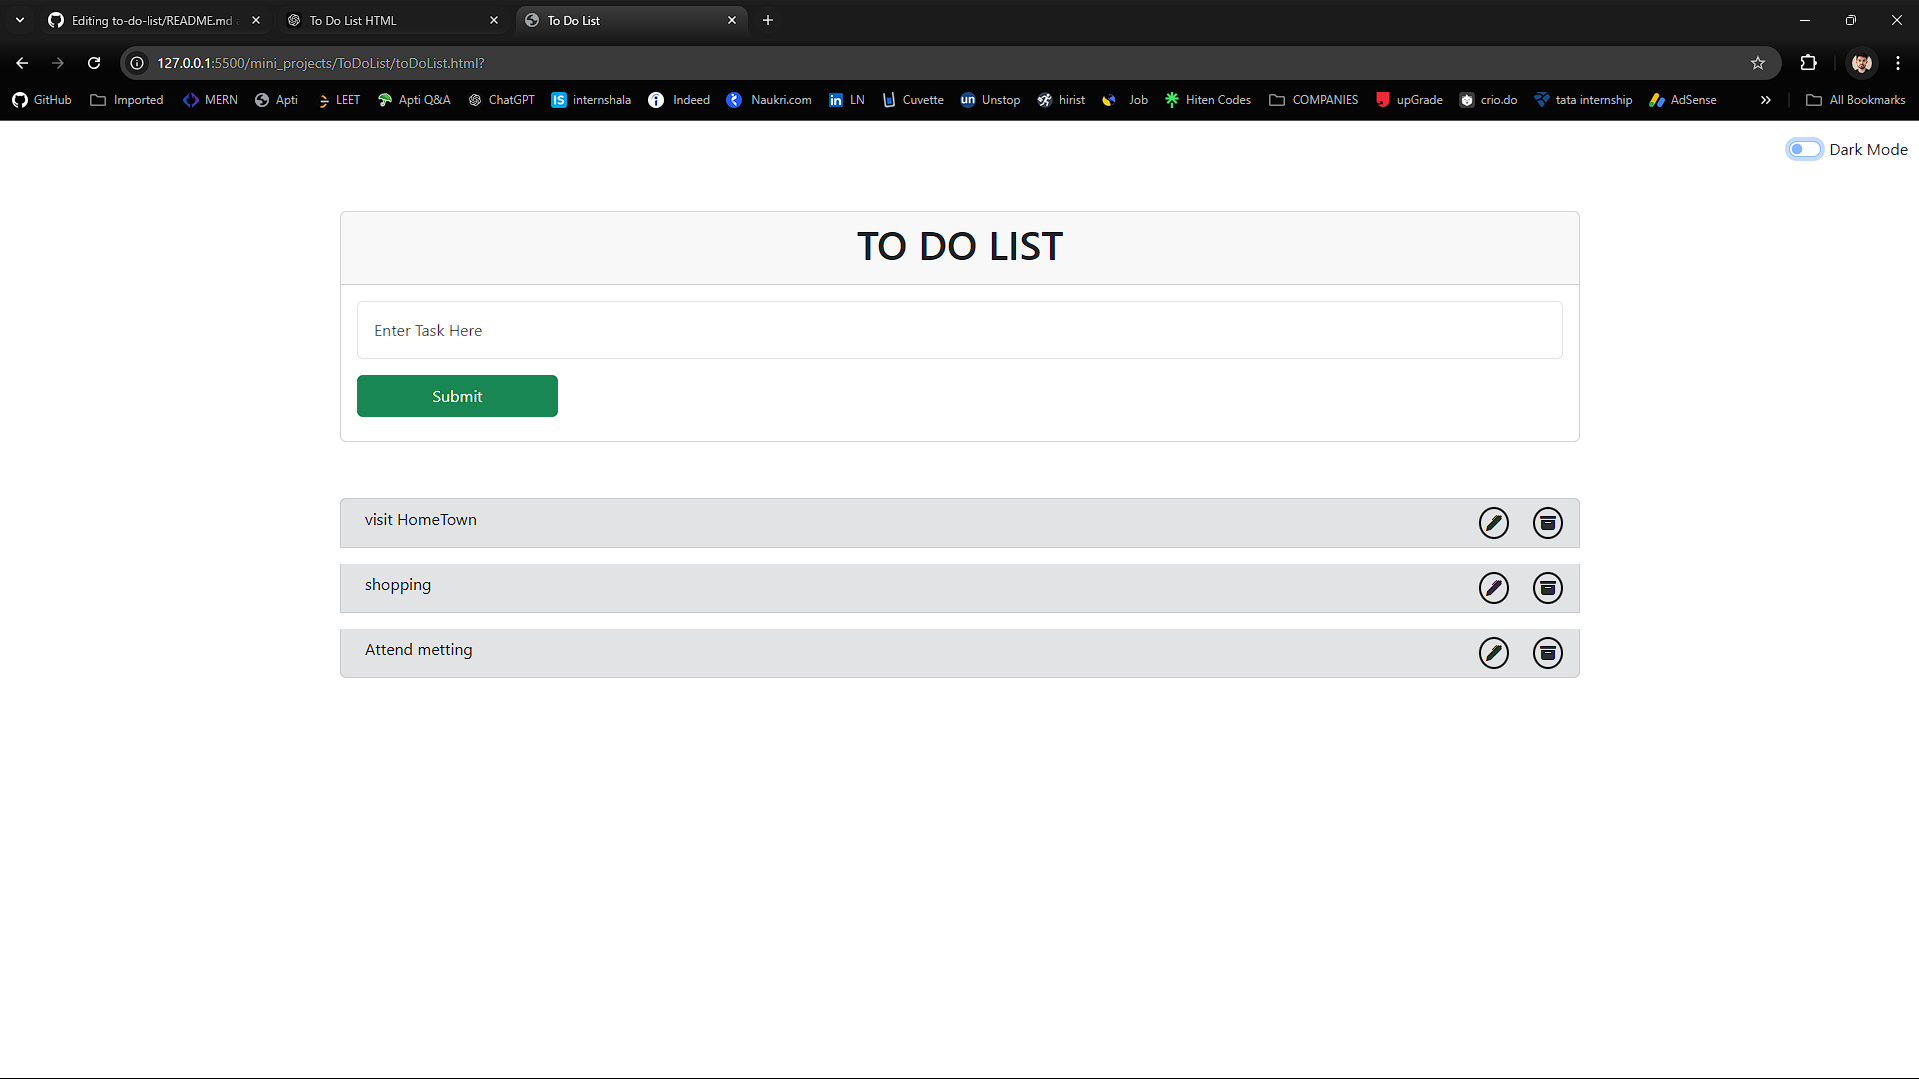 Editing to-do-list/README.md
To Do List HTML
To Do List
127.0.0.1:5500/mini_projects/ToDoList/toDoList.html?
GitHub Imported MERN Apti LEET Apti Q&A ChatGPT IS internshala Indeed Naukri.com in LN Cuvette un Unstop hirist Job Hiten Codes COMPANIES upGrade crio.do tata internship AdSense All Bookmarks
Dark Mode
TO DO LIST
Enter Task Here
Submit
visit HomeTown
shopping
Attend metting